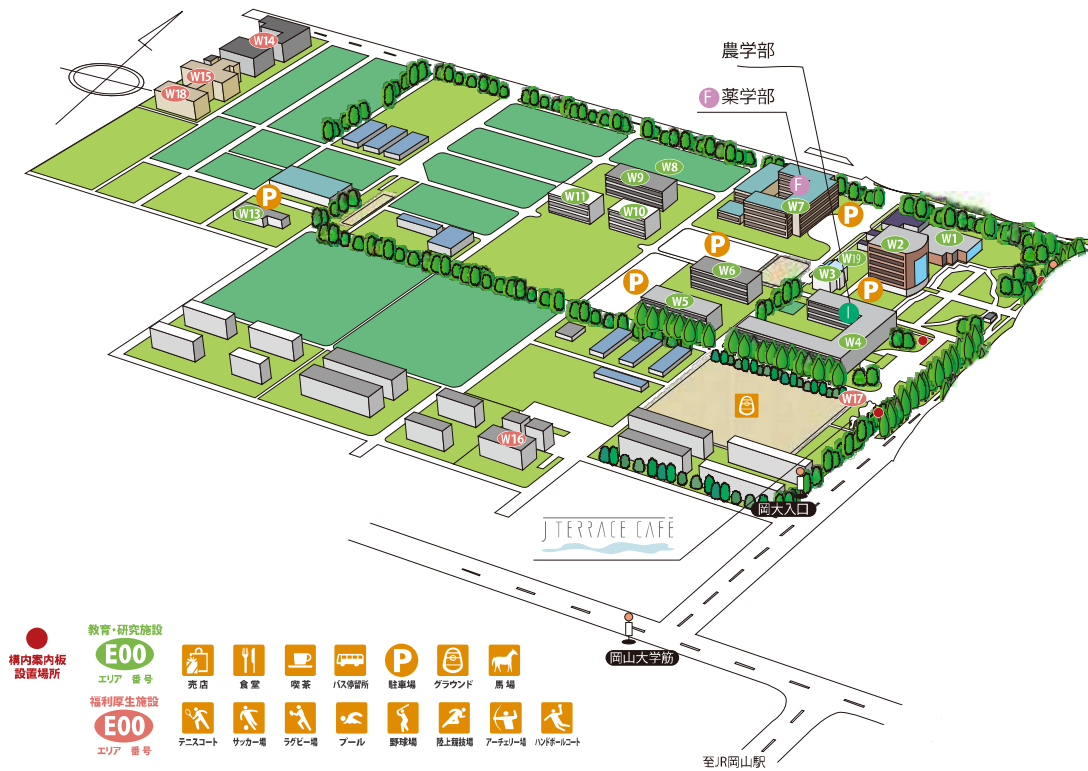 農学部
F 薬学部
W14
W15
W18
P
W13
W11
W9
W8
W10
F
W7
P
P
W6
P
W5
W19
W3
W2
W1
P
I
W4
W17
W16
岡大入口
J TERRACE CAFÉ
岡山大学筋
至JR岡山駅
構内案内板
設置場所
教育・研究施設
E00
エリア 番号
福利厚生施設
E00
エリア 番号
売店
食堂
喫茶
バス停留所
P
駐車場
グラウンド
馬場
テニスコート
サッカー場
ラグビー場
プール
野球場
陸上競技場
アーチェリー場
ハンドボールコート